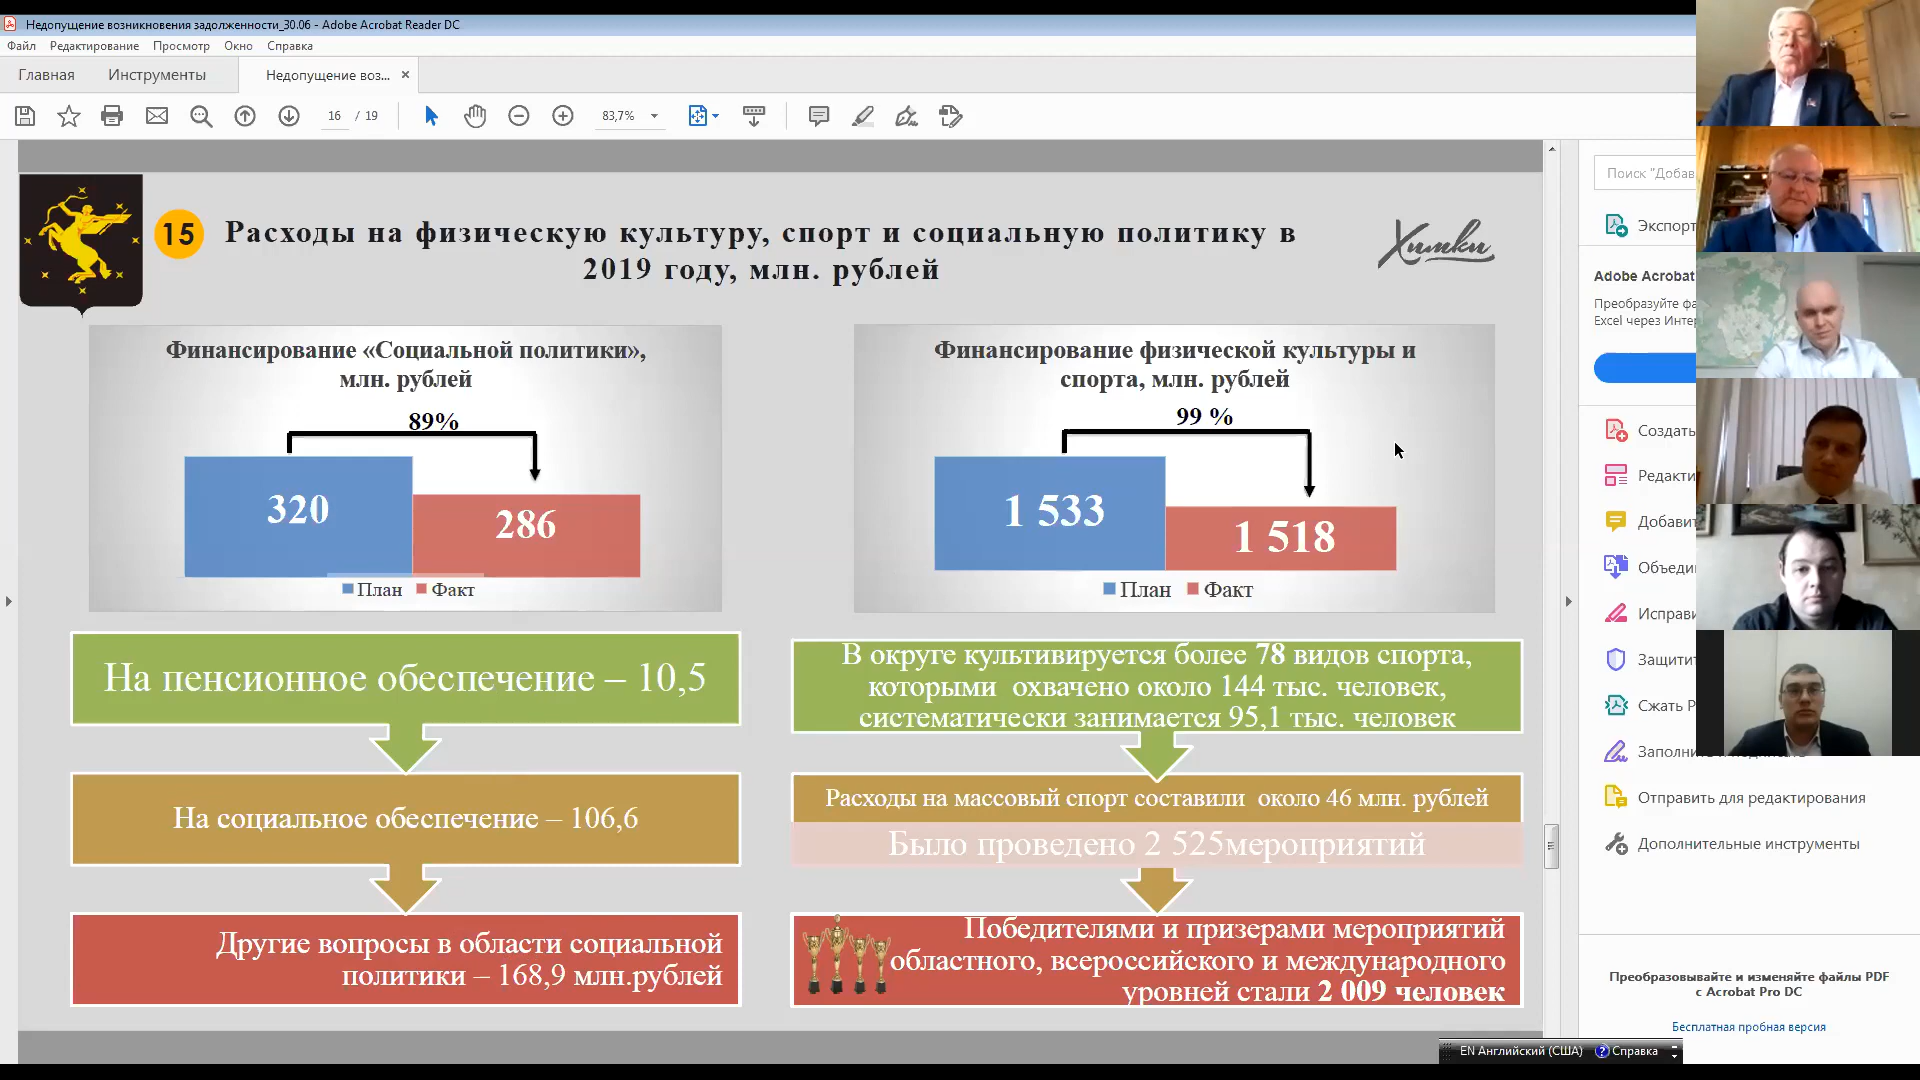 Недопущение возникновения задолженности_30.06 - Adobe Acrobat Reader DC
Файл Редактирование Просмотр Окно Справка
Главная Инструменты Недопущение воз... ×
16 / 19 83,7%
15 Расходы на физическую культуру, спорт и социальную политику в
2019 году, млн. рублей
Химки
Финансирование «Социальной политики»,
млн. рублей
89%
320
286
План Факт
Финансирование физической культуры и
спорта, млн. рублей
99 %
1 533
1 518
План Факт
На пенсионное обеспечение – 10,5
На социальное обеспечение – 106,6
Другие вопросы в области социальной
политики – 168,9 млн.рублей
В округе культивируется более 78 видов спорта,
которыми охвачено около 144 тыс. человек,
систематически занимается 95,1 тыс. человек
Расходы на массовый спорт составили около 46 млн. рублей
Было проведено 2 525мероприятий
Победителями и призерами мероприятий
областного, всероссийского и международного
уровней стали 2 009 человек
Поиск "Добав
Экспорт
Adobe Acrobat
Преобразуйте фа
Excel через Инте
Создать
Редакти
Добавит
Объеди
Исправи
Защитит
Сжать P
Заполн
Отправить для редактирования
Дополнительные инструменты
Преобразовывайте и изменяйте файлы PDF
с Acrobat Pro DC
Бесплатная пробная версия
EN Английский (США) Справка